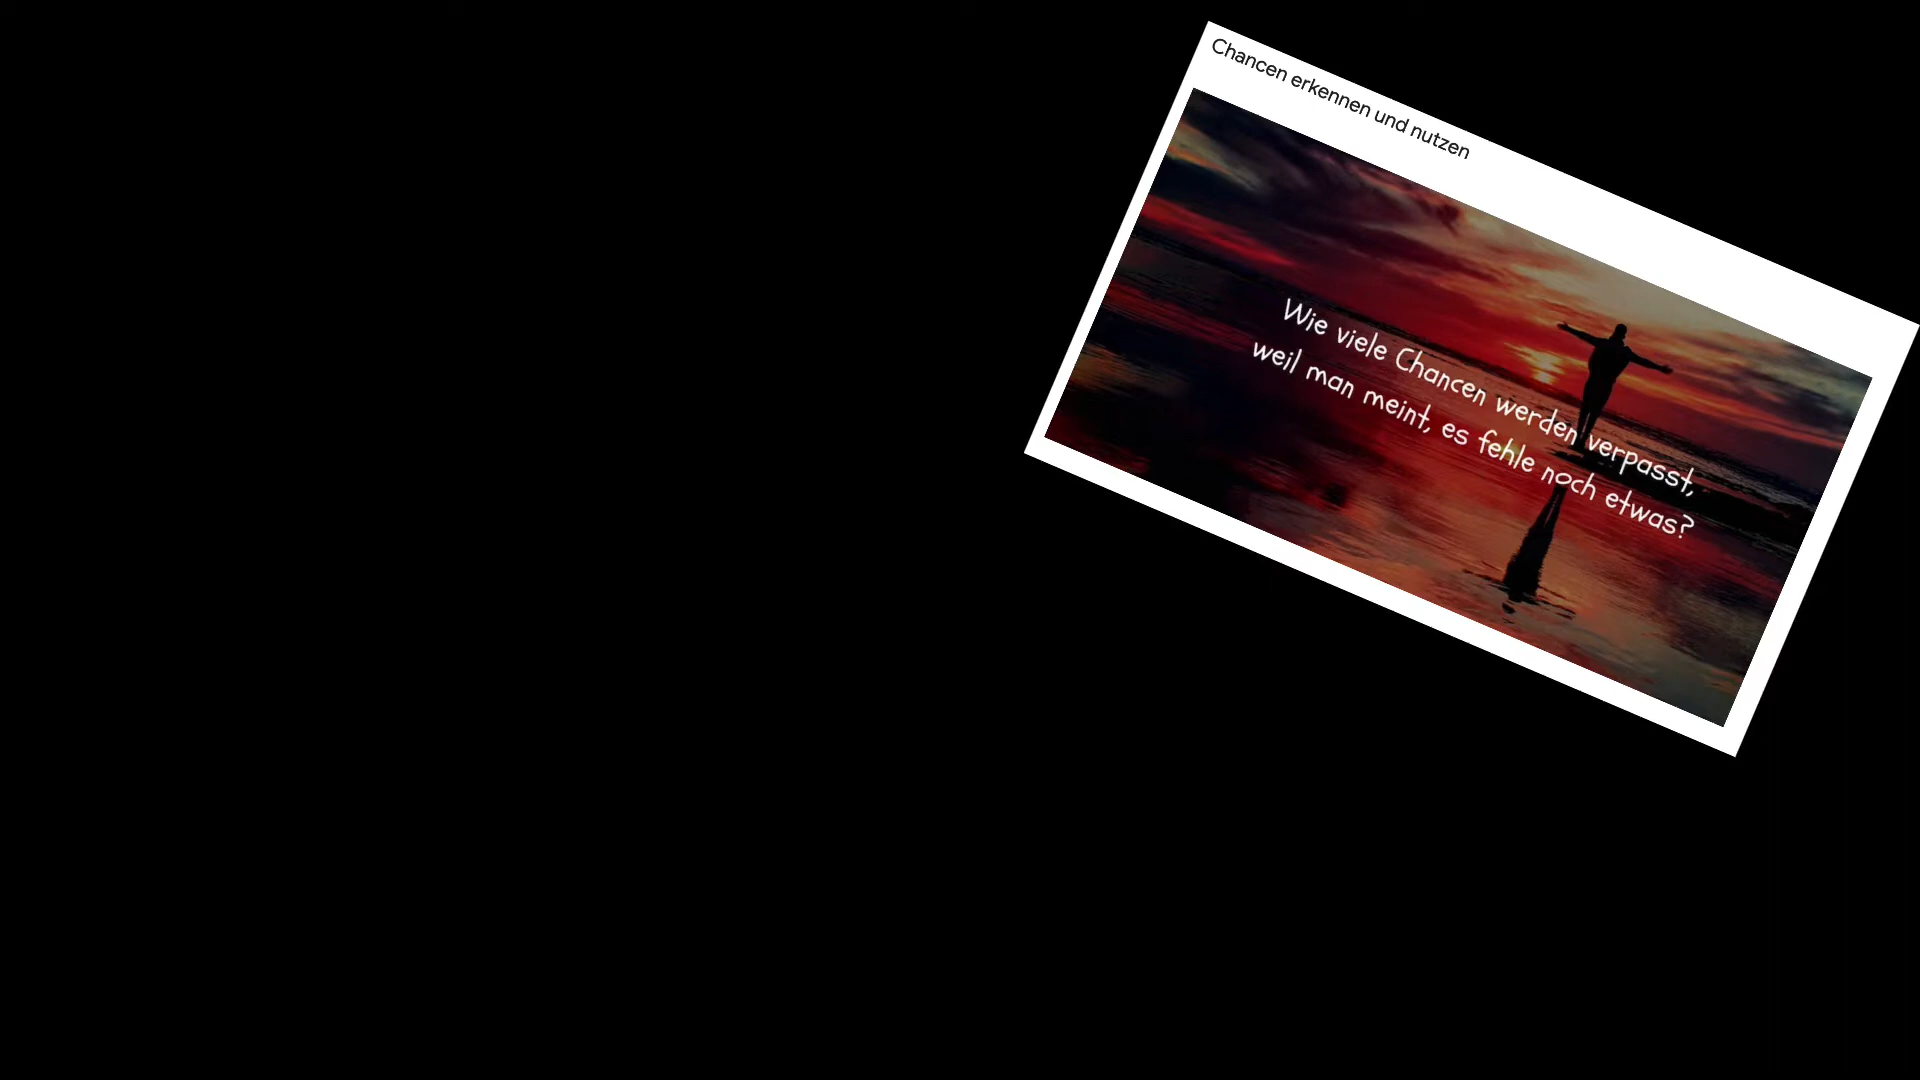 Chancen erkennen und nutzen
Wie viele Chancen werden verpasst,
weil man meint, es fehle noch etwas?